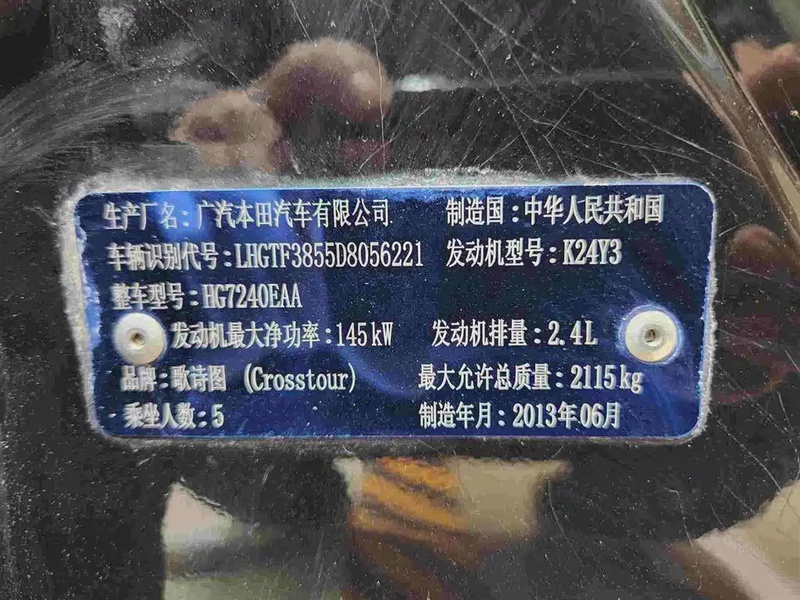 生产厂名：广汽本田汽车有限公司 制造国：中华人民共和国
车辆识别代号：LHGTF3855D8056221 发动机型号：K24Y3
整车型号：HG7240EAA
发动机最大净功率：145kW 发动机排量：2.4L
品牌：歌诗图 (Crosstour) 最大允许总质量：2115kg
乘坐人数：5 制造年月：2013年06月